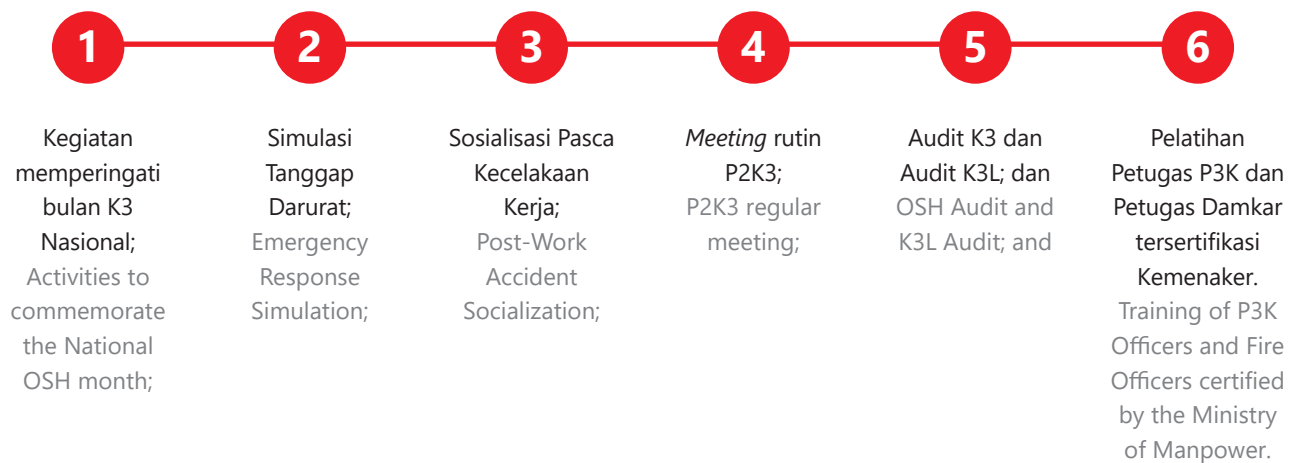 1
Kegiatan
memperingati
bulan K3
Nasional;
Activities to
commemorate
the National
OSH month;
2
Simulasi
Tanggap
Darurat;
Emergency
Response
Simulation;
3
Sosialisasi Pasca
Kecelakaan
Kerja;
Post-Work
Accident
Socialization;
4
Meeting rutin
P2K3;
P2K3 regular
meeting;
5
Audit K3 dan
Audit K3L; dan
OSH Audit and
K3L Audit; and
6
Pelatihan
Petugas P3K dan
Petugas Damkar
tersertifikasi
Kemenaker.
Training of P3K
Officers and Fire
Officers certified
by the Ministry
of Manpower.